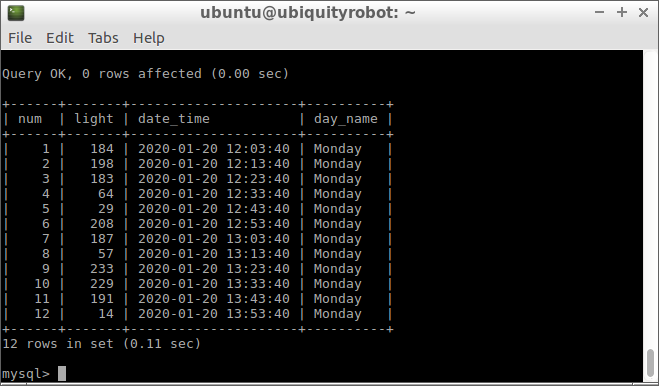 ubuntu@ubiquityrobot: ~
File Edit Tabs Help
Query OK, 0 rows affected (0.00 sec)
+------+-------+---------------------+----------+
| num  | light | date_time           | day_name |
+------+-------+---------------------+----------+
|    1 |   184 | 2020-01-20 12:03:40 | Monday   |
|    2 |   198 | 2020-01-20 12:13:40 | Monday   |
|    3 |   183 | 2020-01-20 12:23:40 | Monday   |
|    4 |    64 | 2020-01-20 12:33:40 | Monday   |
|    5 |    29 | 2020-01-20 12:43:40 | Monday   |
|    6 |   208 | 2020-01-20 12:53:40 | Monday   |
|    7 |   187 | 2020-01-20 13:03:40 | Monday   |
|    8 |    57 | 2020-01-20 13:13:40 | Monday   |
|    9 |   233 | 2020-01-20 13:23:40 | Monday   |
|   10 |   229 | 2020-01-20 13:33:40 | Monday   |
|   11 |   191 | 2020-01-20 13:43:40 | Monday   |
|   12 |    14 | 2020-01-20 13:53:40 | Monday   |
+------+-------+---------------------+----------+
12 rows in set (0.11 sec)
mysql>